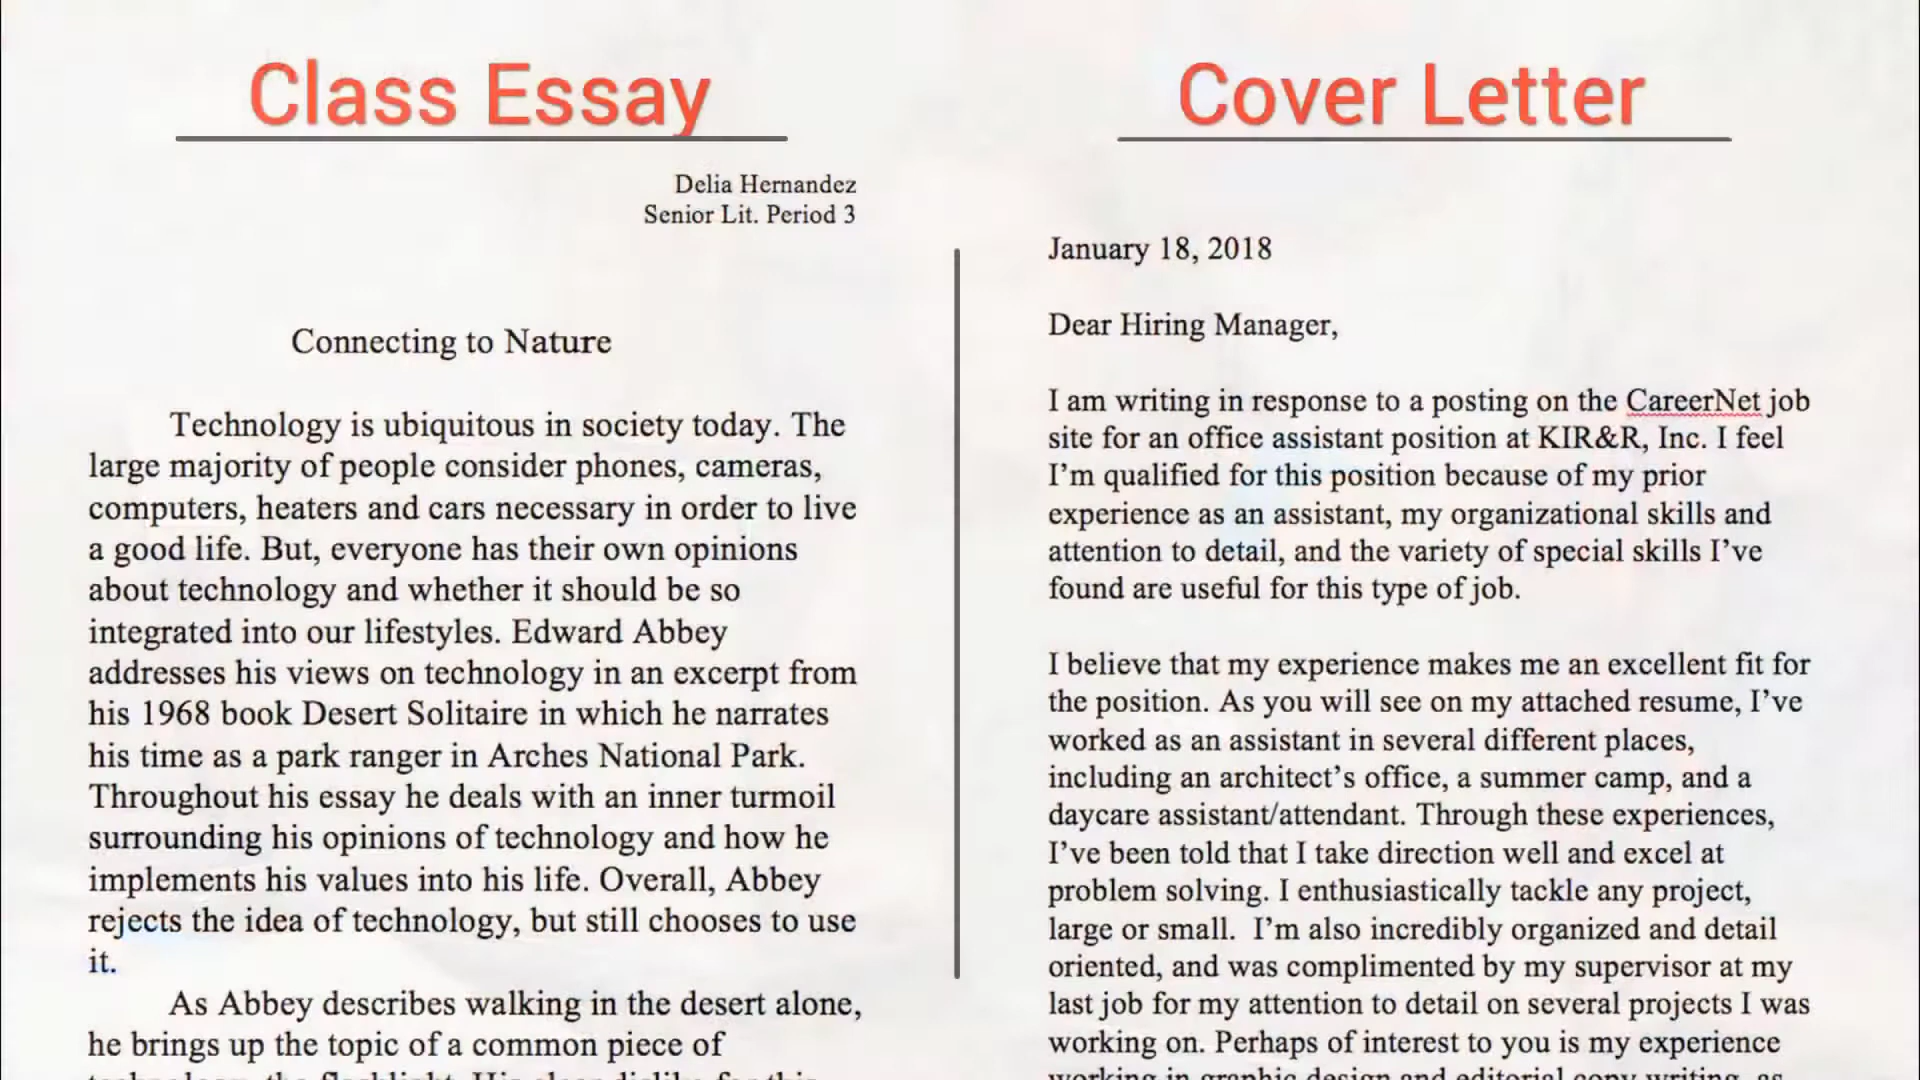 Class Essay
Delia Hernandez
Senior Lit. Period 3
Connecting to Nature
Technology is ubiquitous in society today. The
large majority of people consider phones, cameras,
computers, heaters and cars necessary in order to live
a good life. But, everyone has their own opinions
about technology and whether it should be so
integrated into our lifestyles. Edward Abbey
addresses his views on technology in an excerpt from
his 1968 book Desert Solitaire in which he narrates
his time as a park ranger in Arches National Park.
Throughout his essay he deals with an inner turmoil
surrounding his opinions of technology and how he
implements his values into his life. Overall, Abbey
rejects the idea of technology, but still chooses to use
it.
As Abbey describes walking in the desert alone,
he brings up the topic of a common piece of
Cover Letter
January 18, 2018
Dear Hiring Manager,
I am writing in response to a posting on the CareerNet job
site for an office assistant position at KIR&R, Inc. I feel
I’m qualified for this position because of my prior
experience as an assistant, my organizational skills and
attention to detail, and the variety of special skills I’ve
found are useful for this type of job.
I believe that my experience makes me an excellent fit for
the position. As you will see on my attached resume, I’ve
worked as an assistant in several different places,
including an architect’s office, a summer camp, and a
daycare assistant/attendant. Through these experiences,
I’ve been told that I take direction well and excel at
problem solving. I enthusiastically tackle any project,
large or small.  I’m also incredibly organized and detail
oriented, and was complimented by my supervisor at my
last job for my attention to detail on several projects I was
working on. Perhaps of interest to you is my experience
working in graphic design and editorial copy writing, as